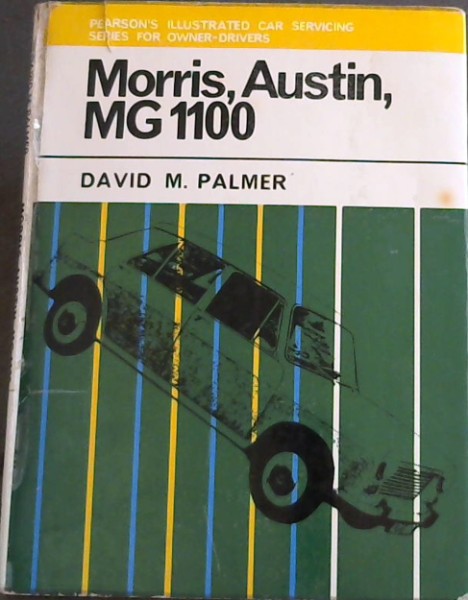 PEARSON'S ILLUSTRATED CAR SERVICING
SERIES FOR OWNER-DRIVERS
Morris, Austin,
MG 1100
DAVID M. PALMER